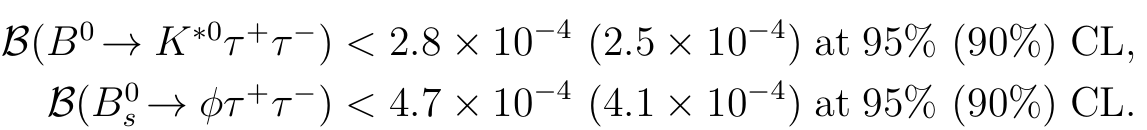 ℬ(B⁰ → K*⁰τ⁺τ⁻) < 2.8 × 10⁻⁴ (2.5 × 10⁻⁴) at 95% (90%) CL,
ℬ(B⁰ₛ → ϕτ⁺τ⁻) < 4.7 × 10⁻⁴ (4.1 × 10⁻⁴) at 95% (90%) CL.